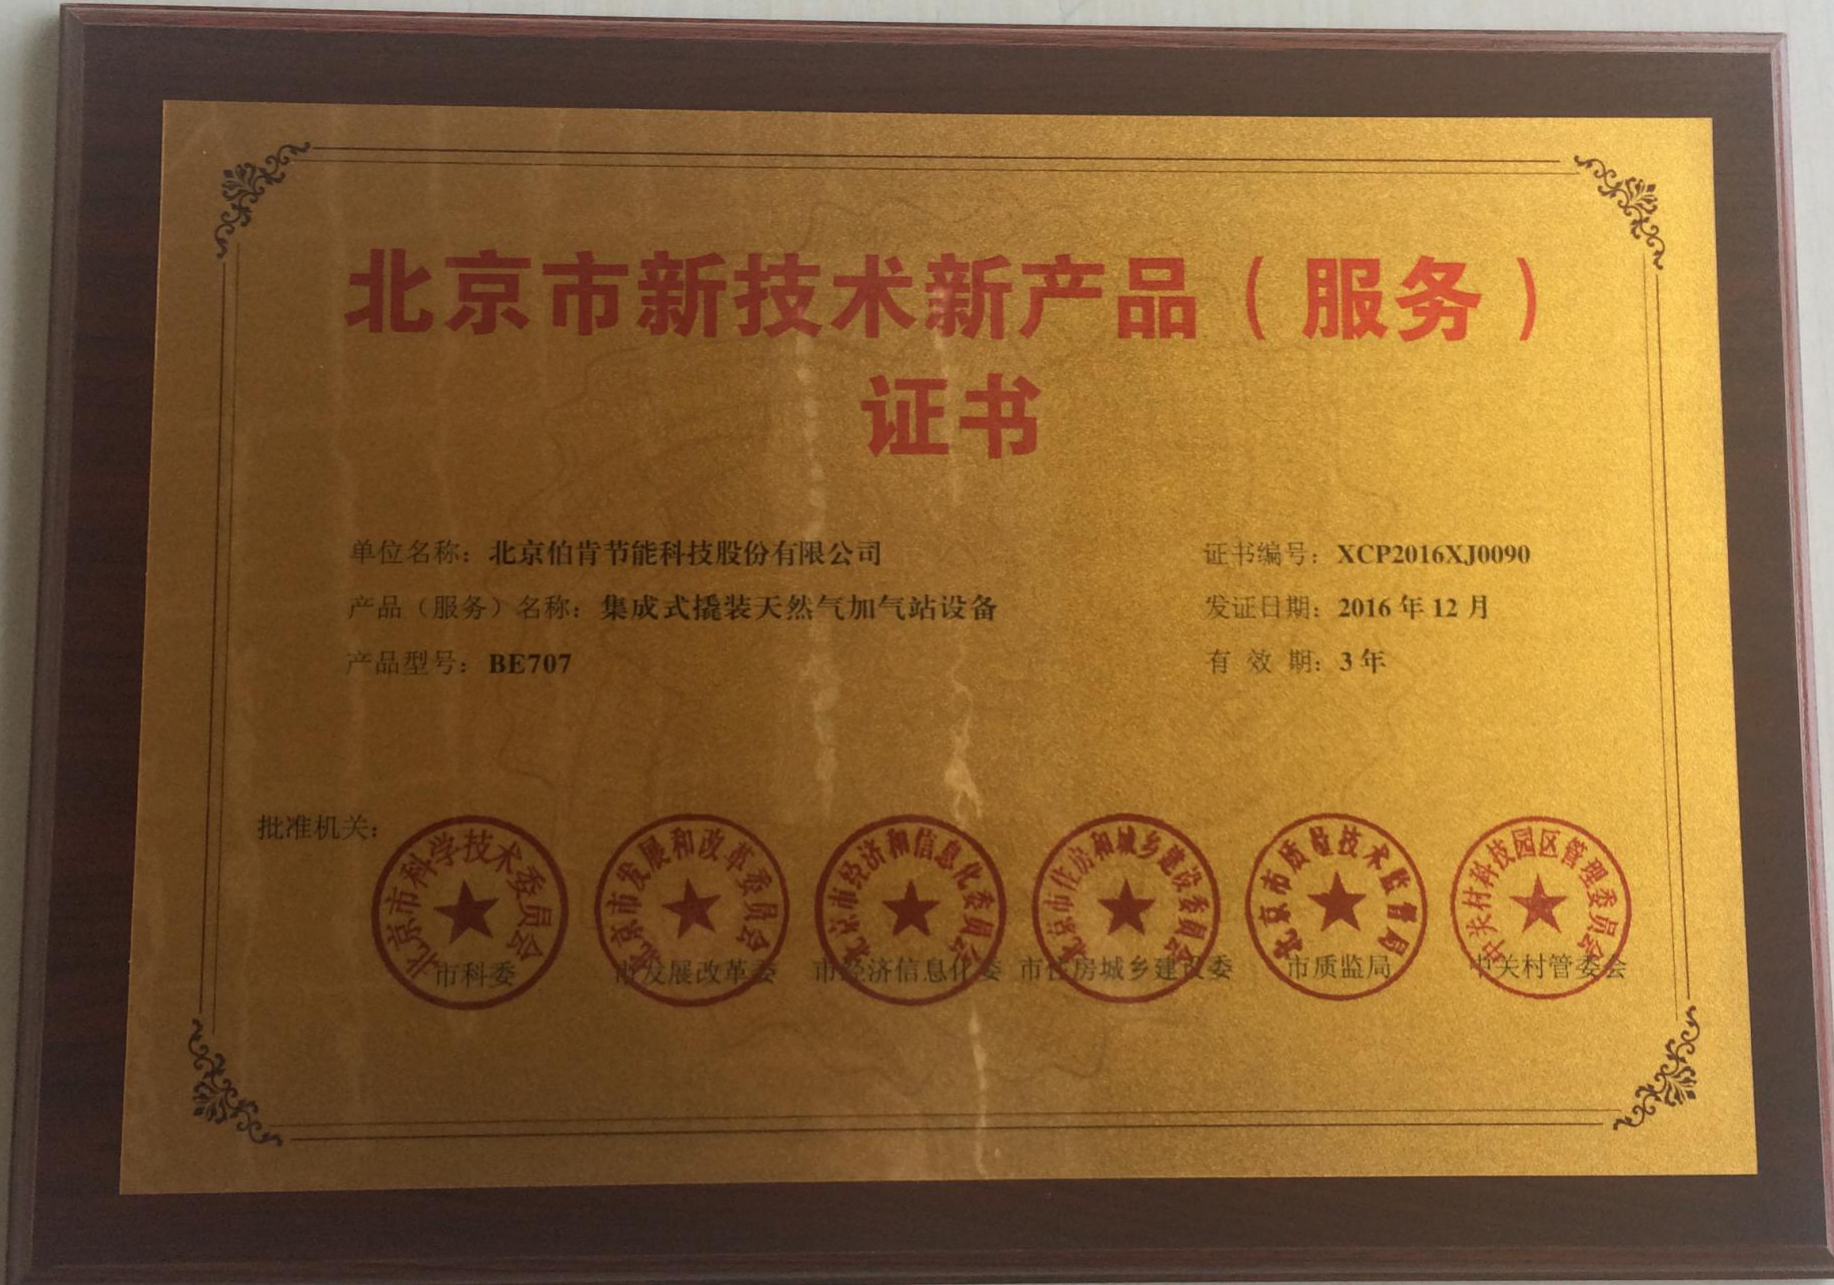 北京市新技术新产品（服务）
证书
单位名称：北京伯肯节能科技股份有限公司
证书编号：XCP2016XJ0090
产品（服务）名称：集成式撬装天然气加气站设备
发证日期：2016年12月
产品型号：BE707
有 效 期：3年
批准机关：
北京市科学技术委员会
北京市发展和改革委员会
北京市经济和信息化委员会
北京市住房和城乡建设委员会
北京市质量技术监督局
中关村科技园区管理委员会
市科委
市发展改革委
市经济信息化委
市住房城乡建设委
市质监局
中关村管委会